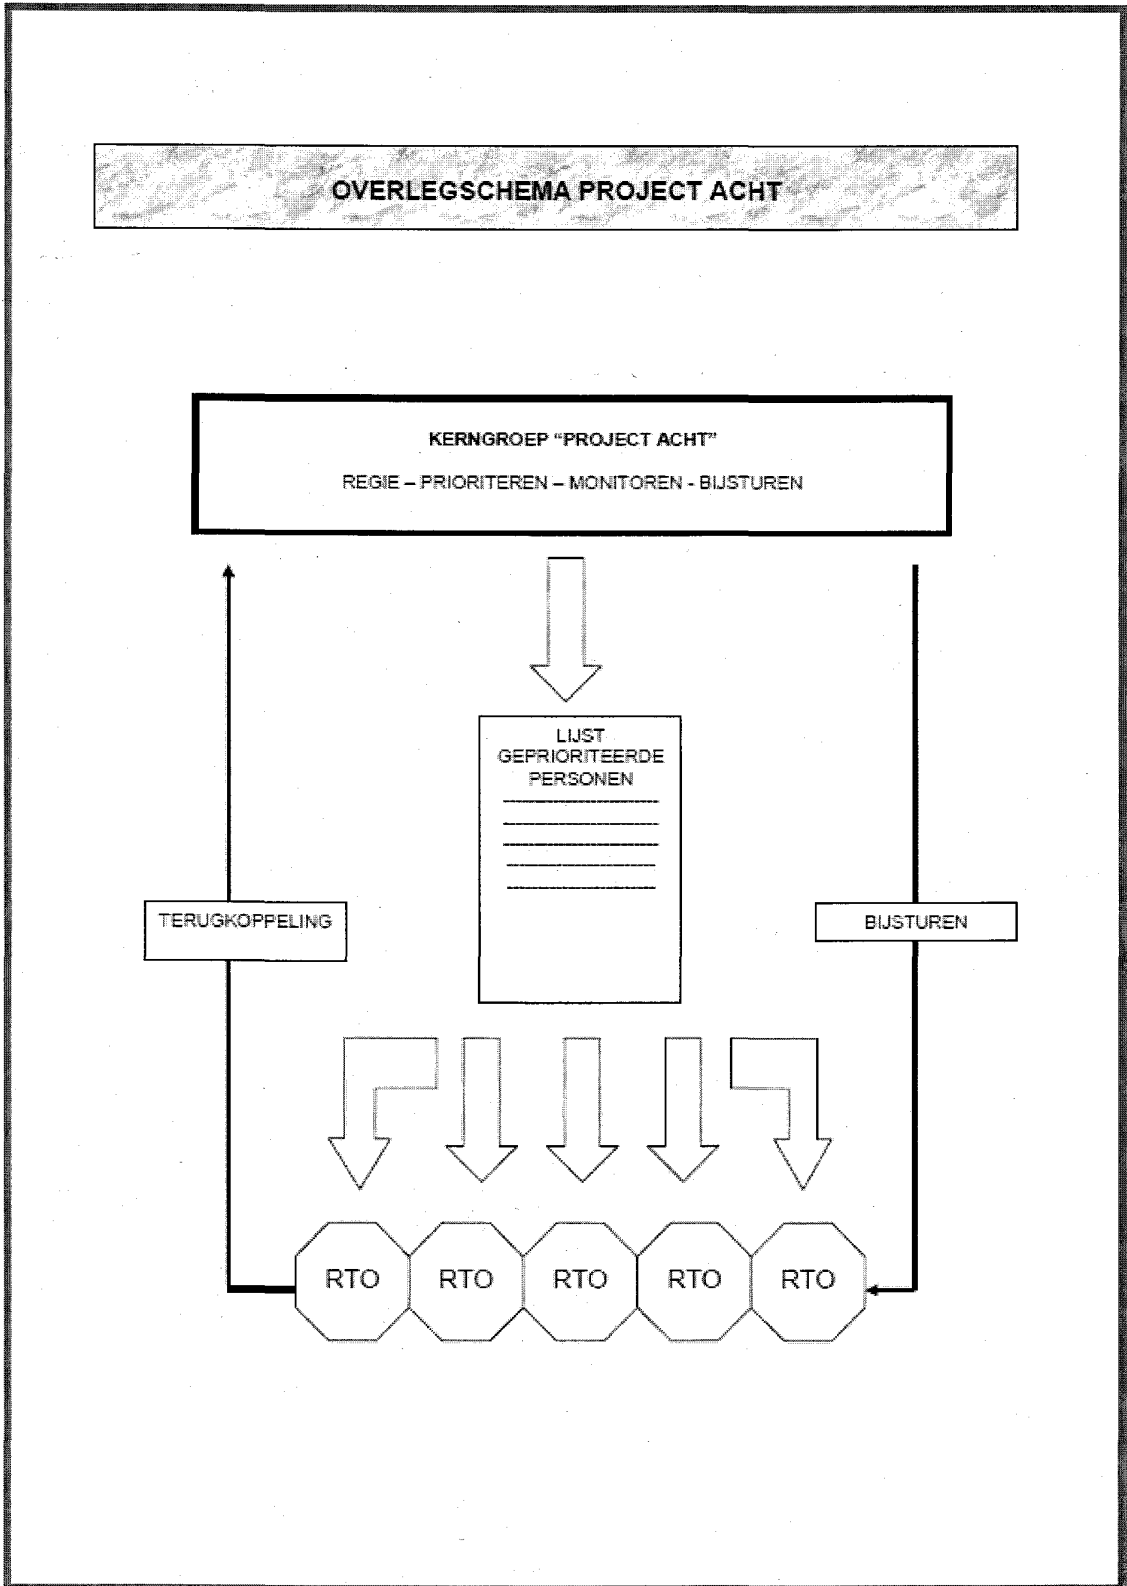 OVERLEGSCHEMA PROJECT ACHT
KERNGROEP “PROJECT ACHT”
REGIE – PRIORITEREN – MONITOREN - BIJSTUREN
LIJST
GEPRIORITEERDE
PERSONEN
TERUGKOPPELING
BIJSTUREN
RTO RTO RTO RTO RTO